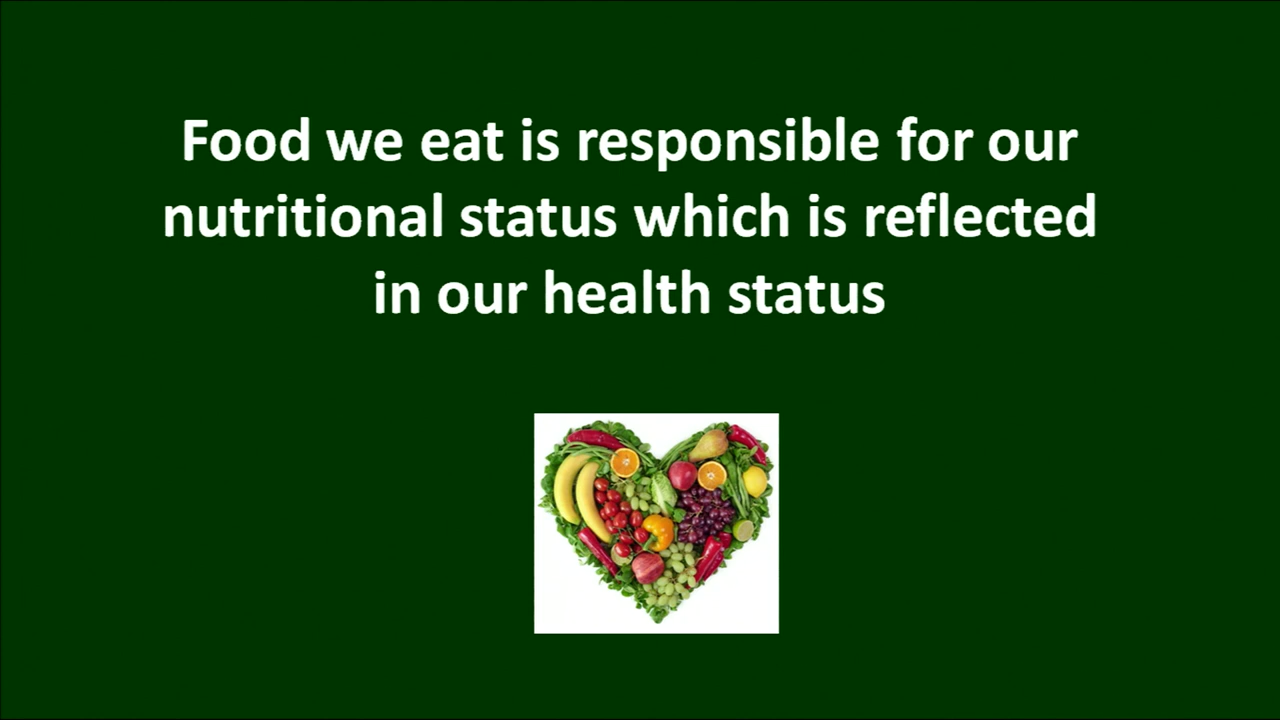 Food we eat is responsible for our
nutritional status which is reflected
in our health status